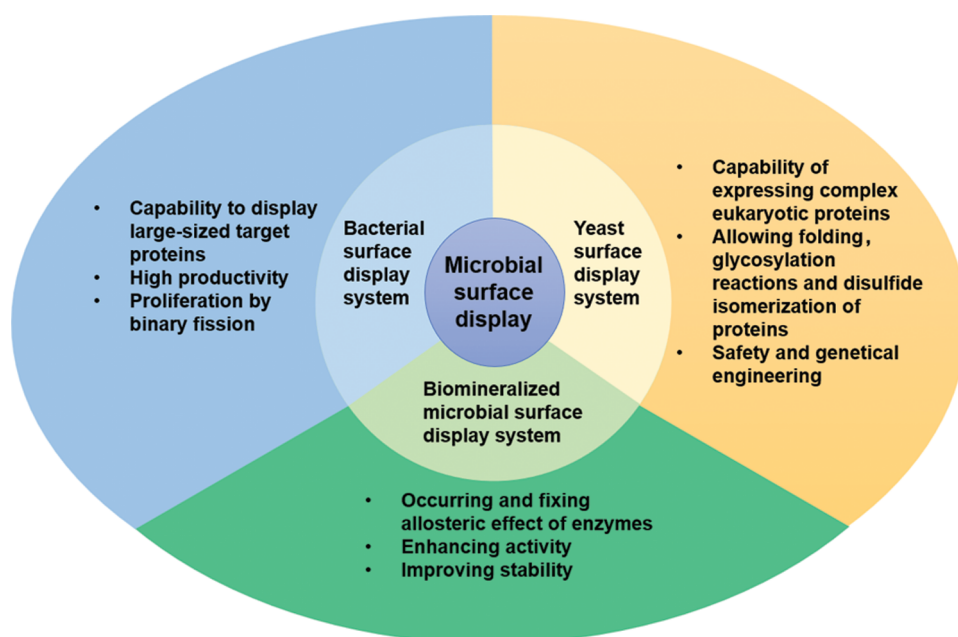 Microbial
surface
display
Bacterial
surface
display
system
• Capability to display
large-sized target
proteins
• High productivity
• Proliferation by
binary fission
Yeast
surface
display
system
• Capability of
expressing complex
eukaryotic proteins
• Allowing folding,
glycosylation
reactions and disulfide
isomerization of
proteins
• Safety and genetical
engineering
Biomineralized
microbial surface
display system
• Occurring and fixing
allosteric effect of enzymes
• Enhancing activity
• Improving stability